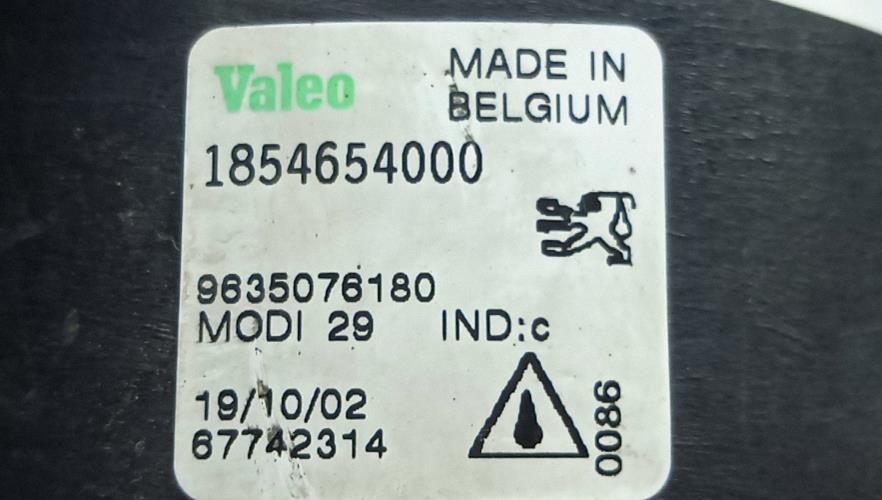 Valeo
MADE IN
BELGIUM
1854654000
9635076180
MODI 29 IND:c
19/10/02
67742314
0086